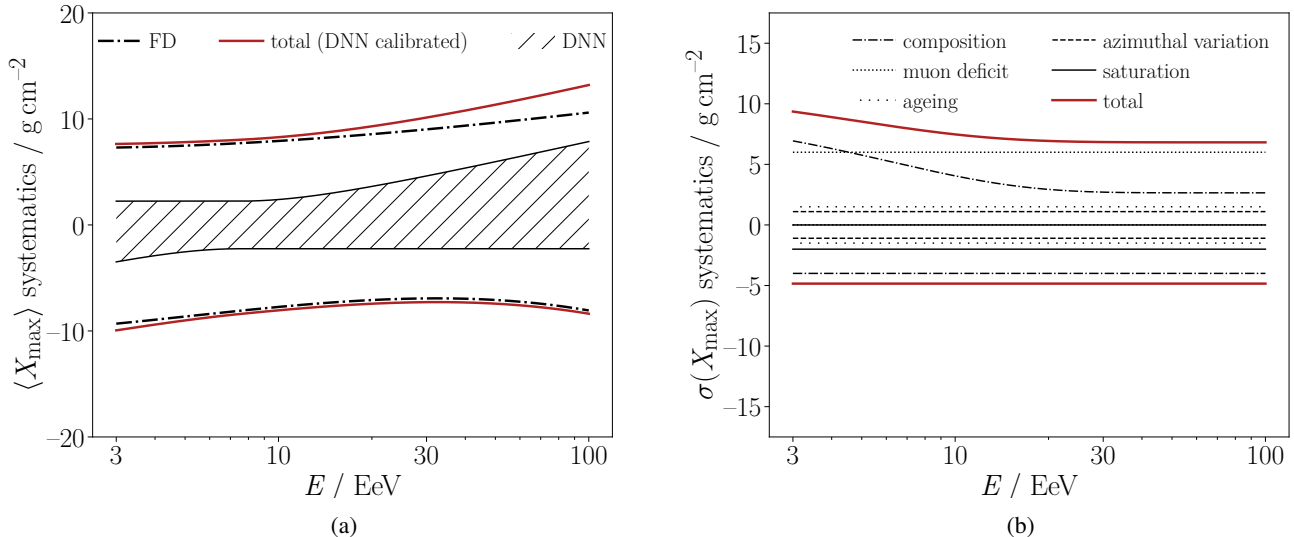 20
10
0
−10
−20
⟨X_max⟩ systematics / g cm⁻²
FD
total (DNN calibrated)
DNN
3
10
30
100
E / EeV
(a)
15
10
5
0
−5
−10
−15
σ(X_max) systematics / g cm⁻²
composition
azimuthal variation
muon deficit
saturation
ageing
total
3
10
30
100
E / EeV
(b)